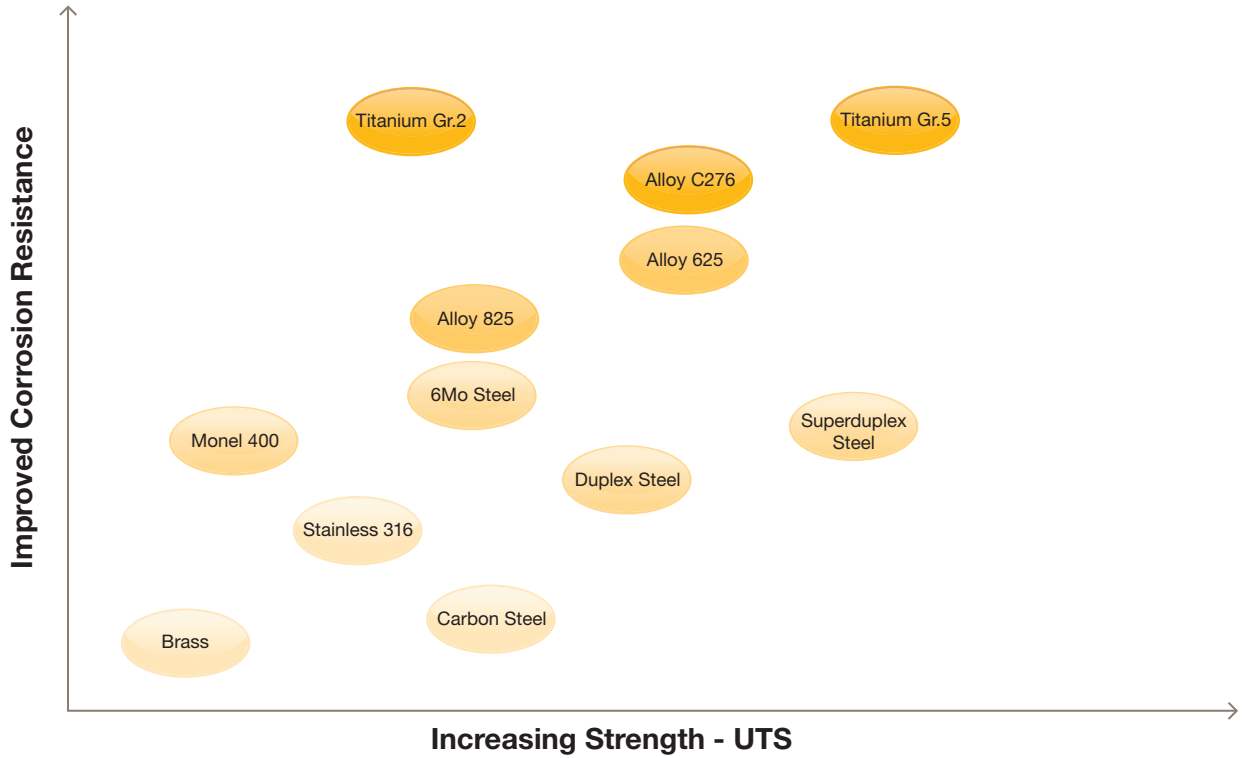 Improved Corrosion Resistance
Titanium Gr.2
Titanium Gr.5
Alloy C276
Alloy 625
Alloy 825
6Mo Steel
Monel 400
Superduplex
Steel
Duplex Steel
Stainless 316
Carbon Steel
Brass
Increasing Strength - UTS